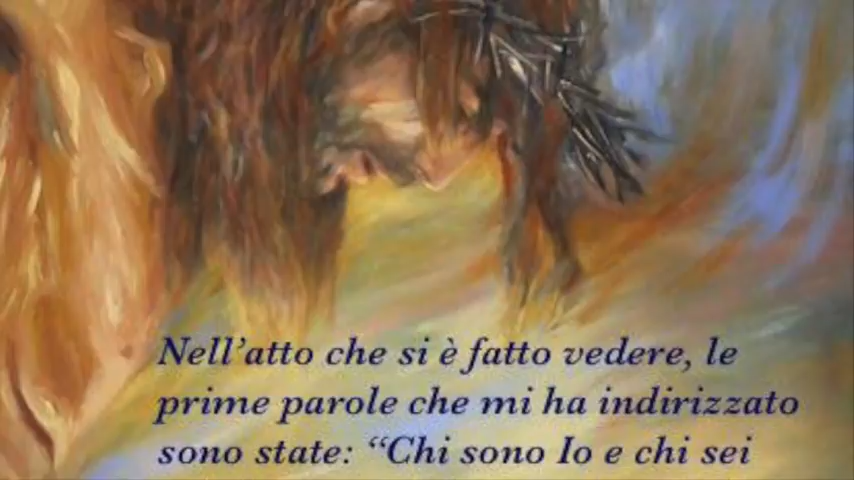 Nell’atto che si è fatto vedere, le
prime parole che mi ha indirizzato
sono state: “Chi sono Io e chi sei